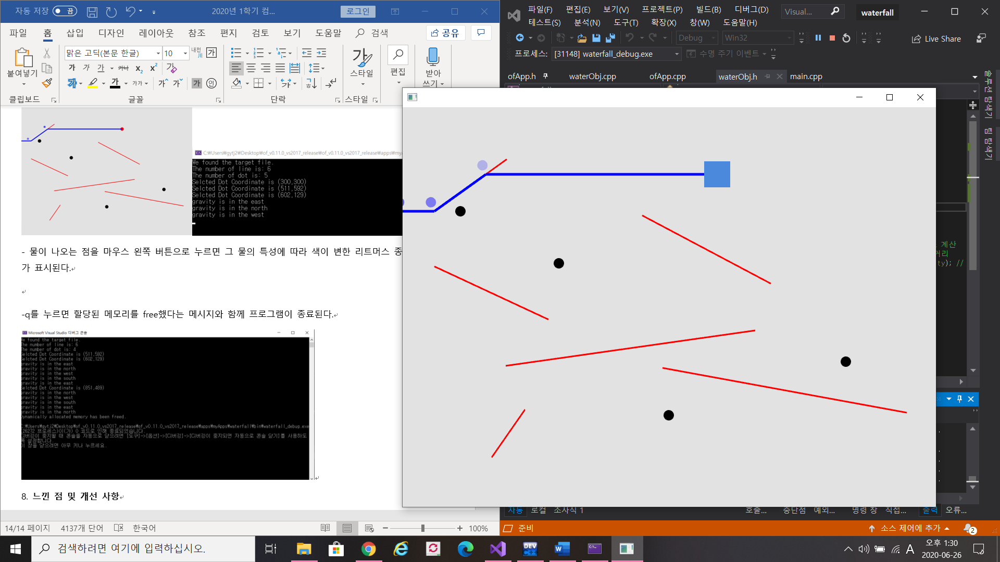 자동 저장 끔 2020년 1학기 컴... 로그인
파일 홈 삽입 디자인 레이아웃 참조 편지 검토 보기 도움말 검색 공유
맑은 고딕(본문 한글) 10
붙여넣기 스타일 편집 받아쓰기
클립보드 글꼴 단락 스타일
C:\Users\gytj2\Desktop\of_v0.11.0_vs2017_release\of_v0.11.0_vs2017_release\apps\my
We found the target file.
The number of line is: 6
The number of dot is: 5
Selcted Dot Coordinate is (300,300)
Selcted Dot Coordinate is (511,592)
Selcted Dot Coordinate is (602,129)
gravity is in the east
gravity is in the north
gravity is in the west
- 물이 나오는 점을 마우스 왼쪽 버튼으로 누르면 그 물의 특성에 따라 색이 변한 리트머스 종
가 표시된다.
-q를 누르면 할당된 메모리를 free했다는 메시지와 함께 프로그램이 종료된다.
Microsoft Visual Studio 디버그 콘솔
We found the target file.
The number of line is: 6
The number of dot is: 4
Selcted Dot Coordinate is (511,592)
Selcted Dot Coordinate is (602,129)
gravity is in the east
gravity is in the north
gravity is in the west
gravity is in the south
gravity is in the east
Selcted Dot Coordinate is (851,489)
gravity is in the north
gravity is in the west
gravity is in the south
gravity is in the east
gravity is in the north
Dynamically allocated memory has been freed.
C:\Users\gytj2\Desktop\of_v0.11.0_vs2017_release\of_v0.11.0_vs2017_release\apps\myApps\waterfall\bin\waterfall_debug.exe
(26272 프로세스)이(가) 0 코드로 인해 종료되었습니다.
디버깅이 중지될 때 콘솔을 자동으로 닫으려면 [도구]->[옵션]->[디버깅]->[디버깅이 중지되면 자동으로 콘솔 닫기]를 사용하도
록 설정합니다.
이 창을 닫으려면 아무 키나 누르세요.
8. 느낀 점 및 개선 사항
14/14 페이지 4137개 단어 한국어 100%
파일(F) 편집(E) 보기(V) 프로젝트(P) 빌드(B) 디버그(D) Visual... waterfall
테스트(S) 분석(N) 도구(T) 확장(X) 창(W) 도움말(H)
Debug Win32 Live Share
프로세스: [31148] waterfall_debug.exe 수명 주기 이벤트
ofApp.h waterObj.cpp ofApp.cpp waterObj.h main.cpp
솔루션 탐색기
팀 탐색기
계산
거리
ty); //
자동 로컬 조사식 1 호출... 중단점 예외... 명령 창 직접... 출력 오류...
준비 소스 제어에 추가 2
검색하려면 여기에 입력하십시오.
A 오후 1:30
2020-06-26